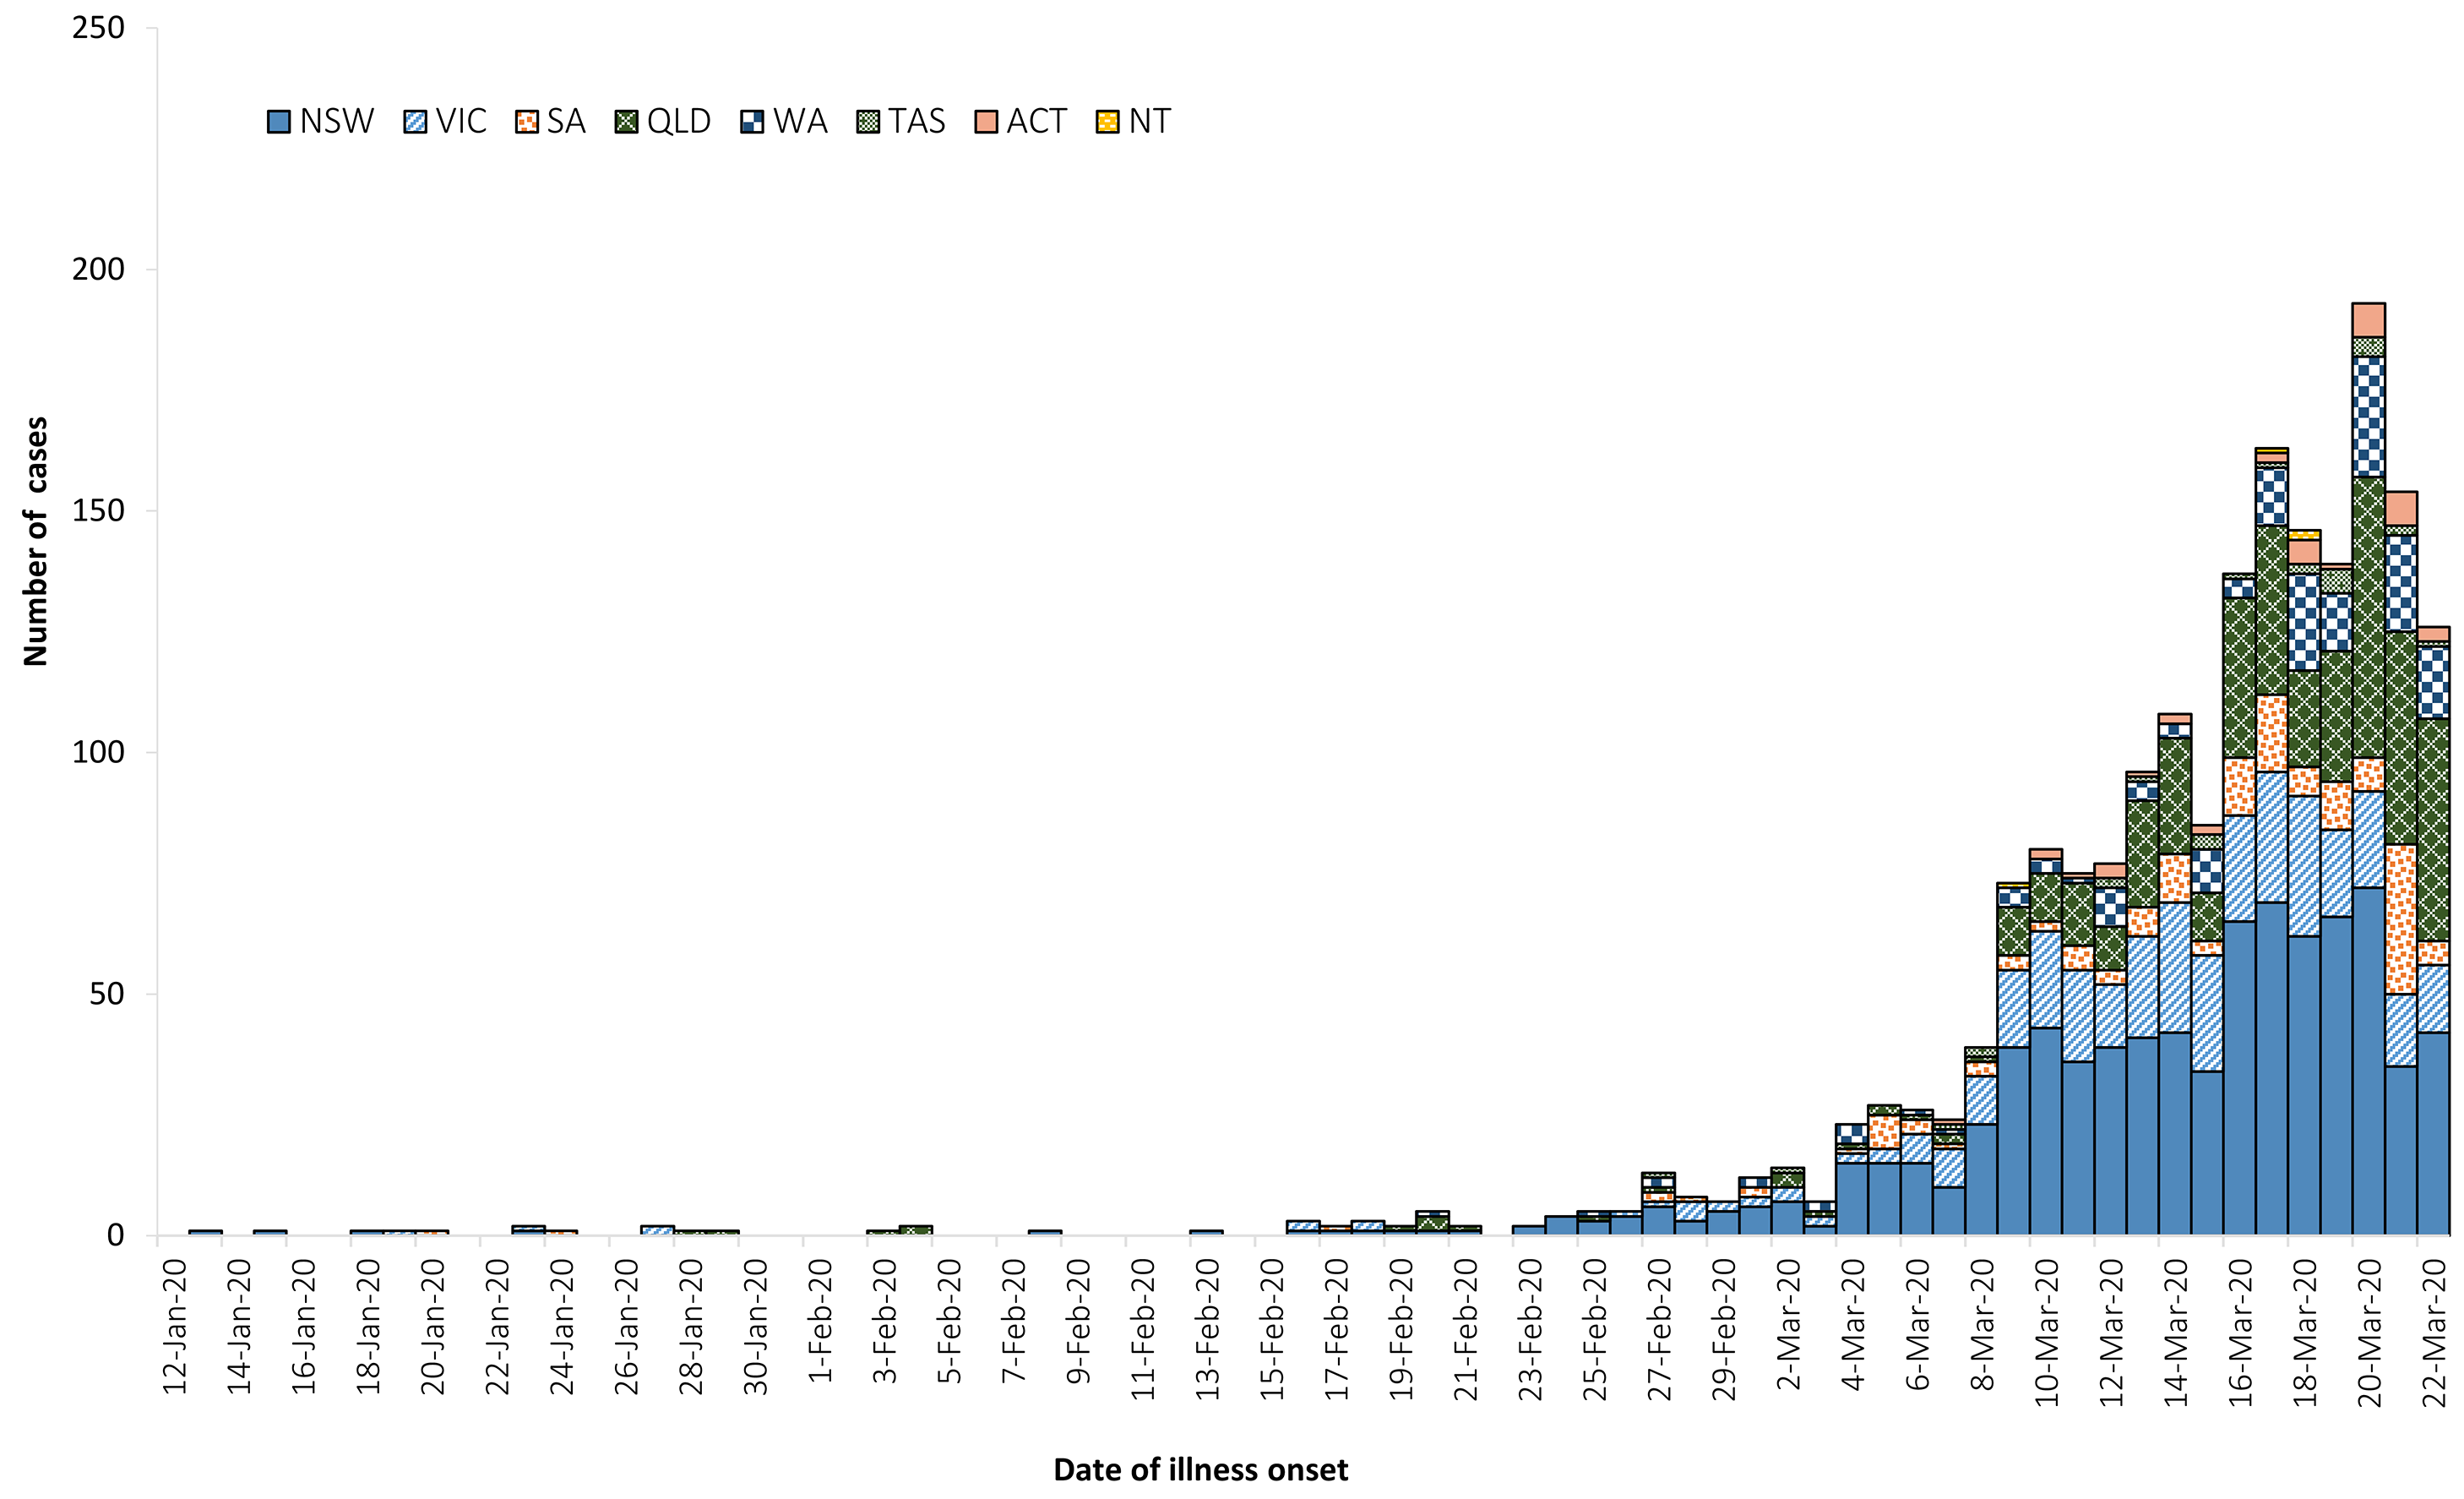 250
200
150
100
50
0
Number of cases
NSW VIC SA QLD WA TAS ACT NT
12-Jan-20
14-Jan-20
16-Jan-20
18-Jan-20
20-Jan-20
22-Jan-20
24-Jan-20
26-Jan-20
28-Jan-20
30-Jan-20
1-Feb-20
3-Feb-20
5-Feb-20
7-Feb-20
9-Feb-20
11-Feb-20
13-Feb-20
15-Feb-20
17-Feb-20
19-Feb-20
21-Feb-20
23-Feb-20
25-Feb-20
27-Feb-20
29-Feb-20
2-Mar-20
4-Mar-20
6-Mar-20
8-Mar-20
10-Mar-20
12-Mar-20
14-Mar-20
16-Mar-20
18-Mar-20
20-Mar-20
22-Mar-20
Date of illness onset